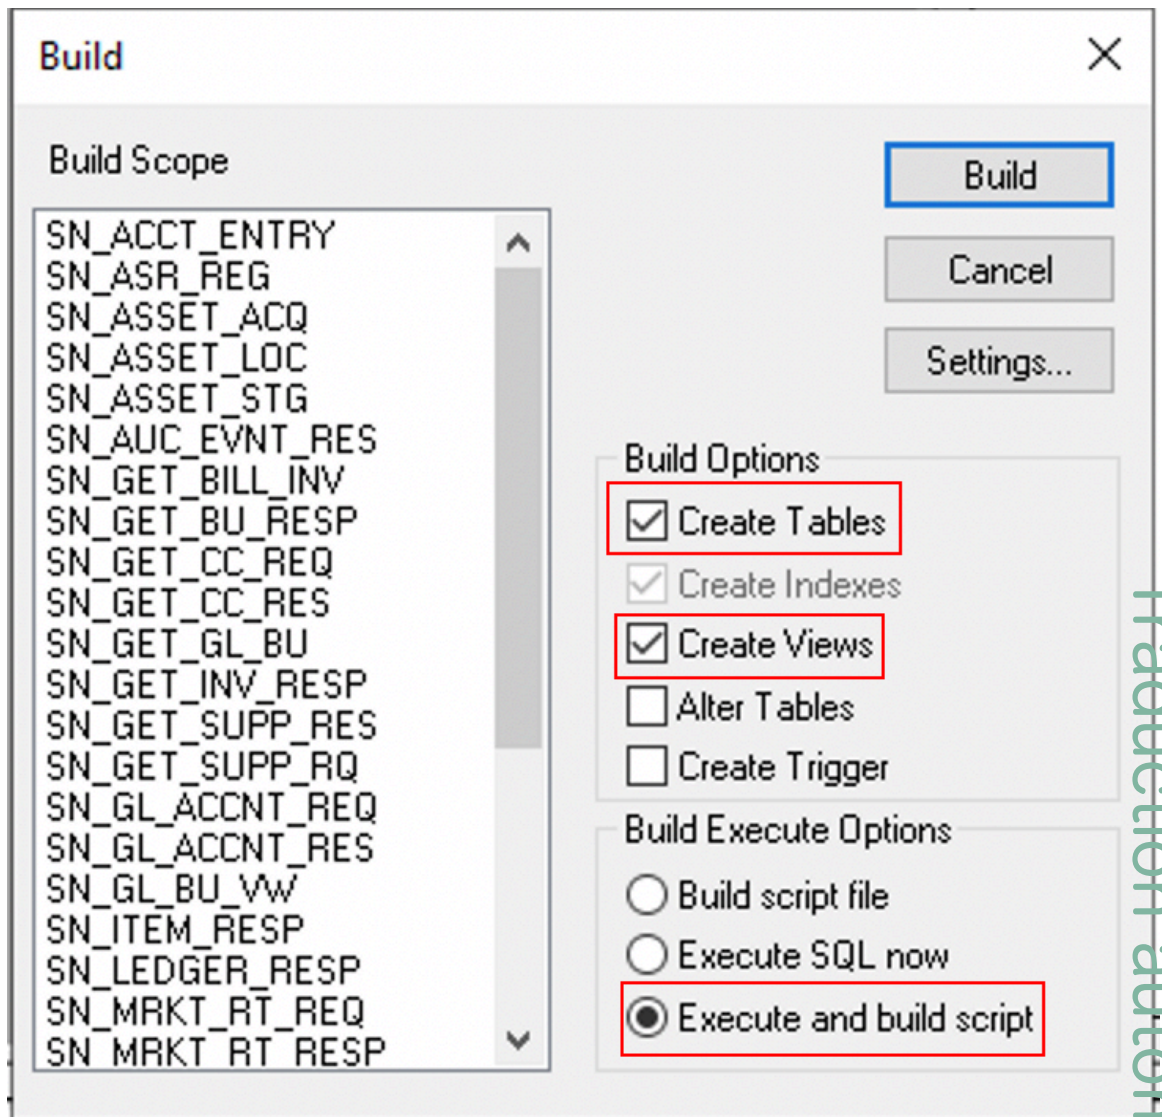 Build
Build Scope
Build
SN_ACCT_ENTRY
SN_ASR_REG
SN_ASSET_ACQ
SN_ASSET_LOC
SN_ASSET_STG
SN_AUC_EVNT_RES
SN_GET_BILL_INV
SN_GET_BU_RESP
SN_GET_CC_REQ
SN_GET_CC_RES
SN_GET_GL_BU
SN_GET_INV_RESP
SN_GET_SUPP_RES
SN_GET_SUPP_RQ
SN_GL_ACCNT_REQ
SN_GL_ACCNT_RES
SN_GL_BU_VW
SN_ITEM_RESP
SN_LEDGER_RESP
SN_MRKT_RT_REQ
SN_MRKT_RT_RESP
Cancel
Settings...
Build Options
Create Tables
Create Indexes
Create Views
Alter Tables
Create Trigger
Build Execute Options
Build script file
Execute SQL now
Execute and build script